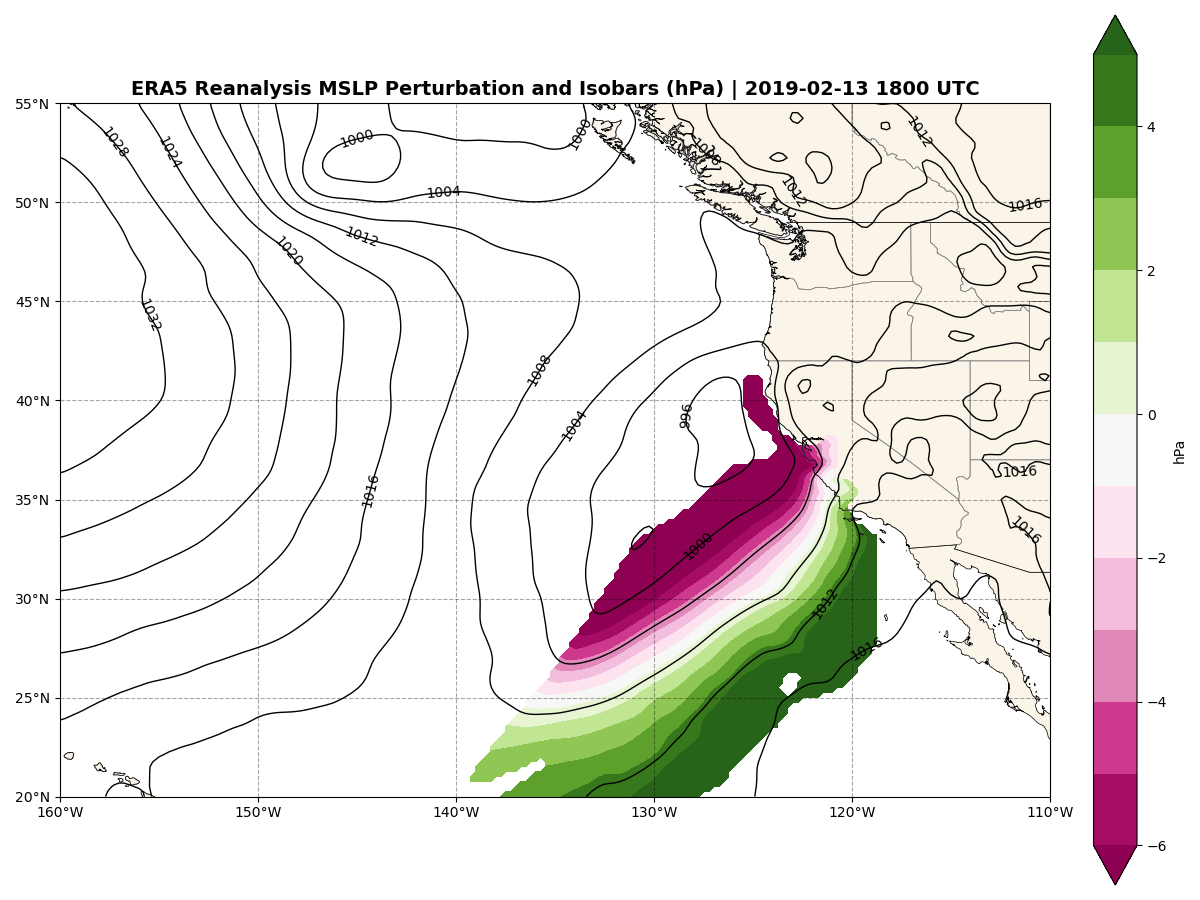 ERA5 Reanalysis MSLP Perturbation and Isobars (hPa) | 2019-02-13 1800 UTC
55°N
50°N
45°N
40°N
35°N
30°N
25°N
20°N
160°W
150°W
140°W
130°W
120°W
110°W
1028
1024
1000
1000
1008
1012
1012
1016
1004
1012
1020
1032
1008
1004
996
1016
1016
1016
1000
1012
1016
4
2
0
−2
−4
−6
hPa